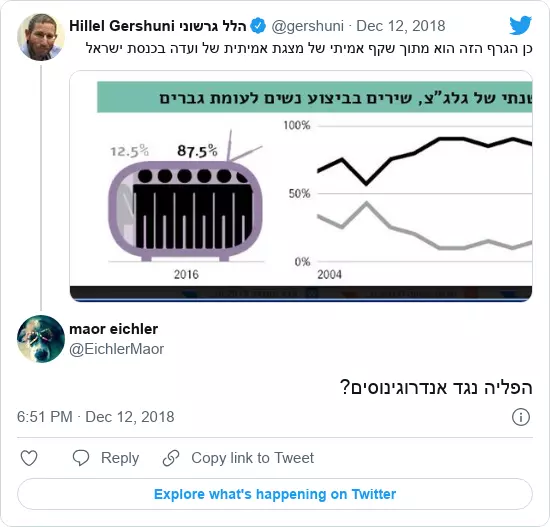 Hillel Gershuni הלל גרשוני @gershuni · Dec 12, 2018
כן הגרף הזה הוא מתוך שקף אמיתי של מצגת אמיתית של ועדה בכנסת ישראל
שנתי של גלג"צ, שירים בביצוע נשים לעומת גברים
12.5% 87.5%
2016
100%
50%
0%
2004
maor eichler
@EichlerMaor
הפליה נגד אנדרוגינוסים?
6:51 PM · Dec 12, 2018
Reply
Copy link to Tweet
Explore what's happening on Twitter